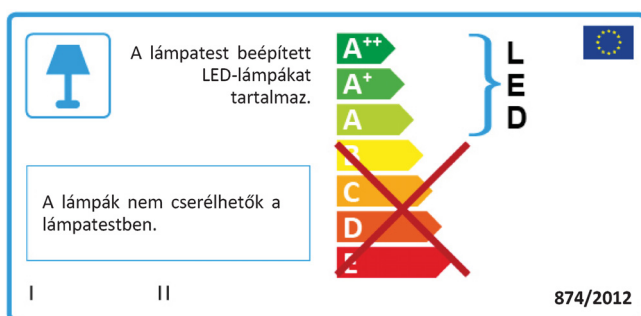 A lámpatest beépített
LED-lámpákat
tartalmaz.
A++
A+
A
B
C
D
E
L
E
D
A lámpák nem cserélhetők a
lámpatestben.
I II
874/2012